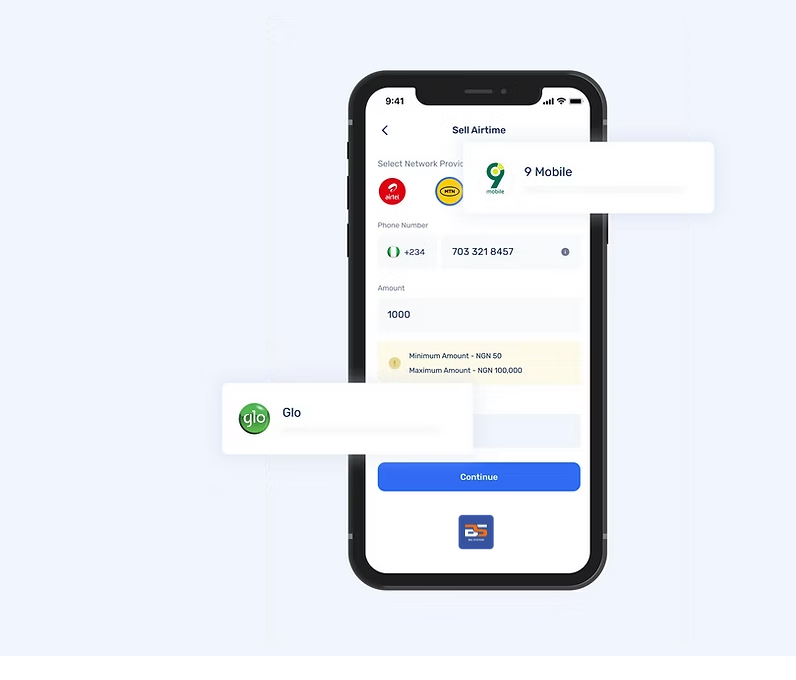 9:41
Sell Airtime
Select Network Provid
airtel
MTN
9 mobile
9 Mobile
Phone Number
+234
703 321 8457
Amount
1000
Minimum Amount - NGN 50
Maximum Amount - NGN 100,000
glo
Glo
Continue
BS